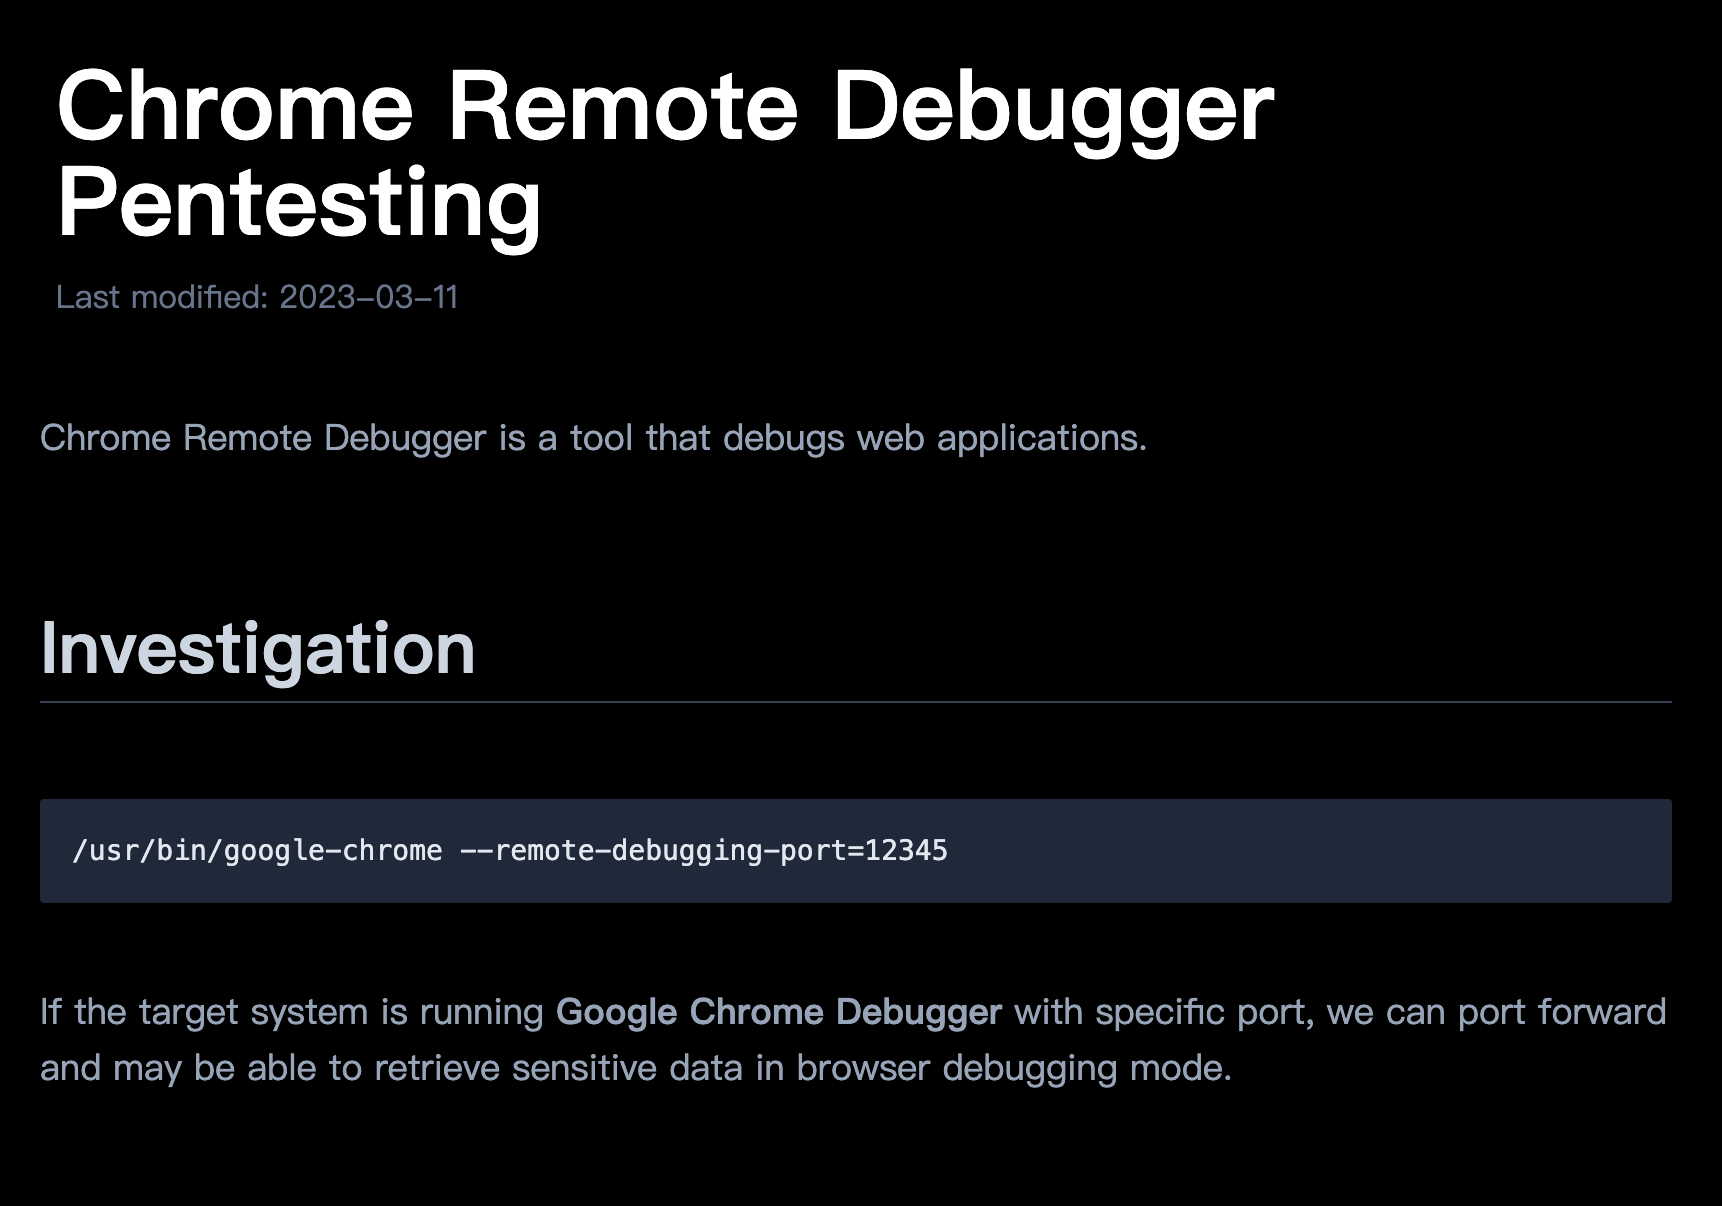 Chrome Remote Debugger
Pentesting
Last modified: 2023-03-11
Chrome Remote Debugger is a tool that debugs web applications.
Investigation
/usr/bin/google-chrome --remote-debugging-port=12345
If the target system is running Google Chrome Debugger with specific port, we can port forward
and may be able to retrieve sensitive data in browser debugging mode.